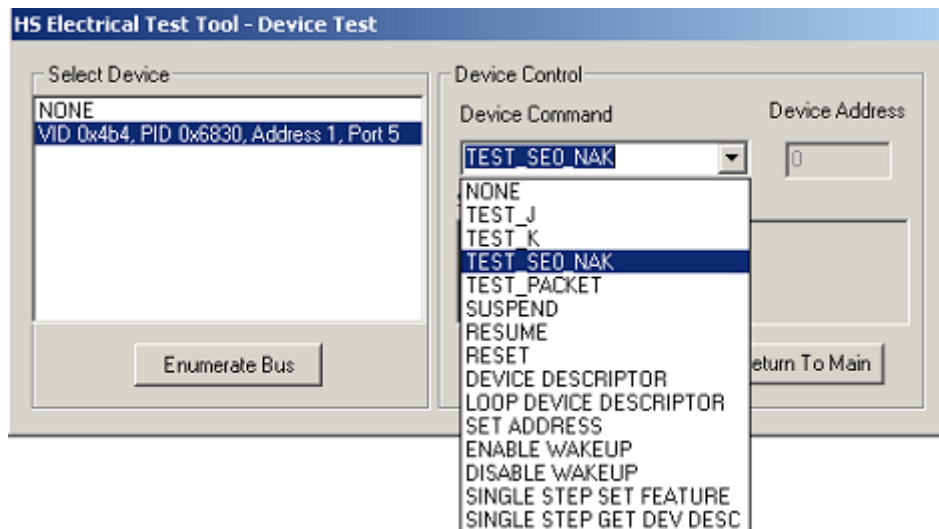 HS Electrical Test Tool - Device Test
Select Device
NONE
VID 0x4b4, PID 0x6830, Address 1, Port 5
Enumerate Bus
Device Control
Device Command
Device Address
TEST_SE0_NAK
0
NONE
TEST_J
TEST_K
TEST_SE0_NAK
TEST_PACKET
SUSPEND
RESUME
RESET
DEVICE DESCRIPTOR
LOOP DEVICE DESCRIPTOR
SET ADDRESS
ENABLE WAKEUP
DISABLE WAKEUP
SINGLE STEP SET FEATURE
SINGLE STEP GET DEV DESC
eturn To Main